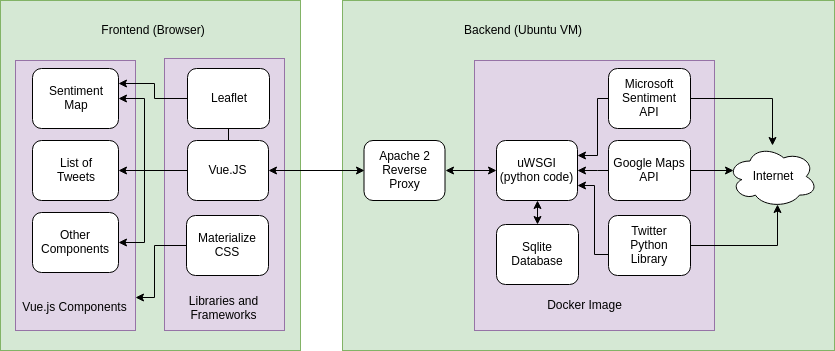 Frontend (Browser)
Sentiment
Map
List of
Tweets
Other
Components
Vue.js Components
Leaflet
Vue.JS
Materialize
CSS
Libraries and
Frameworks
Backend (Ubuntu VM)
Apache 2
Reverse
Proxy
uWSGI
(python code)
Sqlite
Database
Microsoft
Sentiment
API
Google Maps
API
Twitter
Python
Library
Docker Image
Internet